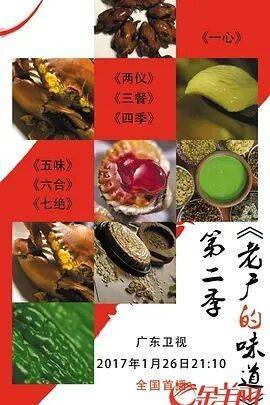 《一心》
《两仪》
《三餐》
《四季》
《五味》
《六合》
《七绝》
《老广的味道》
第二季
广东卫视
2017年1月26日21:10
全国首播